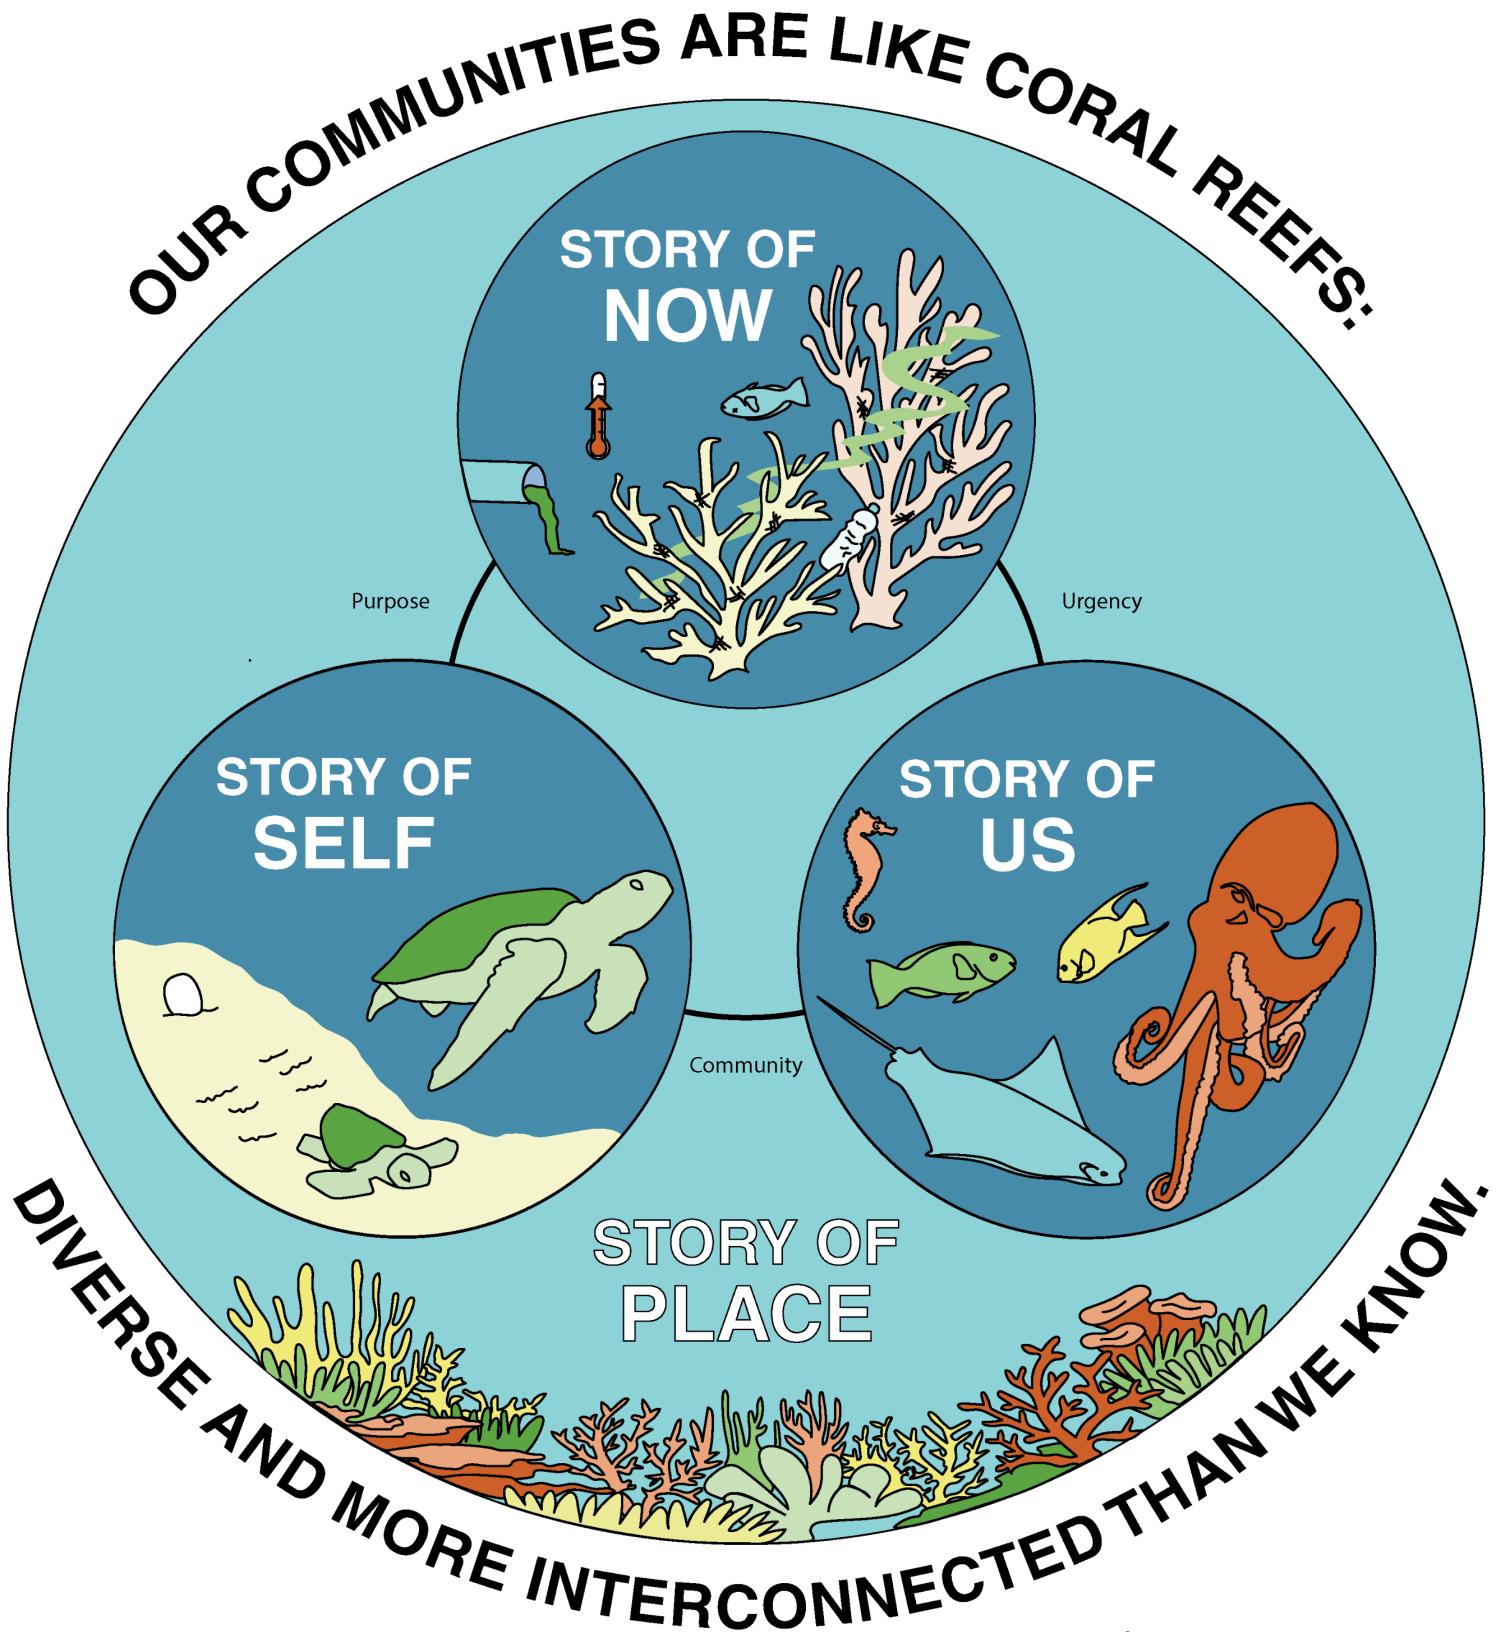 OUR COMMUNITIES ARE LIKE CORAL REEFS:
STORY OF
NOW
Purpose
Urgency
STORY OF
SELF
STORY OF
US
Community
STORY OF
PLACE
DIVERSE AND MORE INTERCONNECTED THAN WE KNOW.